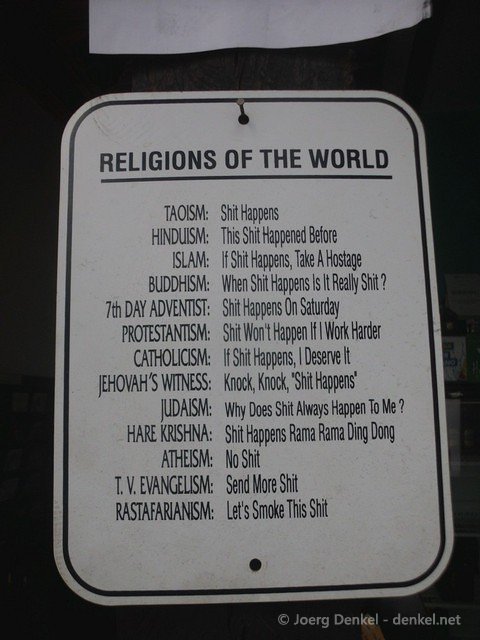 RELIGIONS OF THE WORLD
TAOISM: Shit Happens
HINDUISM: This Shit Happened Before
ISLAM: If Shit Happens, Take A Hostage
BUDDHISM: When Shit Happens Is It Really Shit ?
7th DAY ADVENTIST: Shit Happens On Saturday
PROTESTANTISM: Shit Won't Happen If I Work Harder
CATHOLICISM: If Shit Happens, I Deserve It
JEHOVAH'S WITNESS: Knock, Knock, "Shit Happens"
JUDAISM: Why Does Shit Always Happen To Me ?
HARE KRISHNA: Shit Happens Rama Rama Ding Dong
ATHEISM: No Shit
T. V. EVANGELISM: Send More Shit
RASTAFARIANISM: Let's Smoke This Shit
© Joerg Denkel - denkel.net